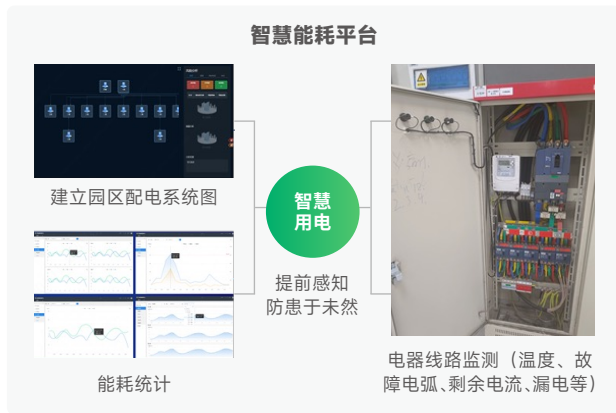 智慧能耗平台
建立园区配电系统图
智慧
用电
提前感知
防患于未然
能耗统计
电器线路监测（温度、故
障电弧、剩余电流、漏电等）